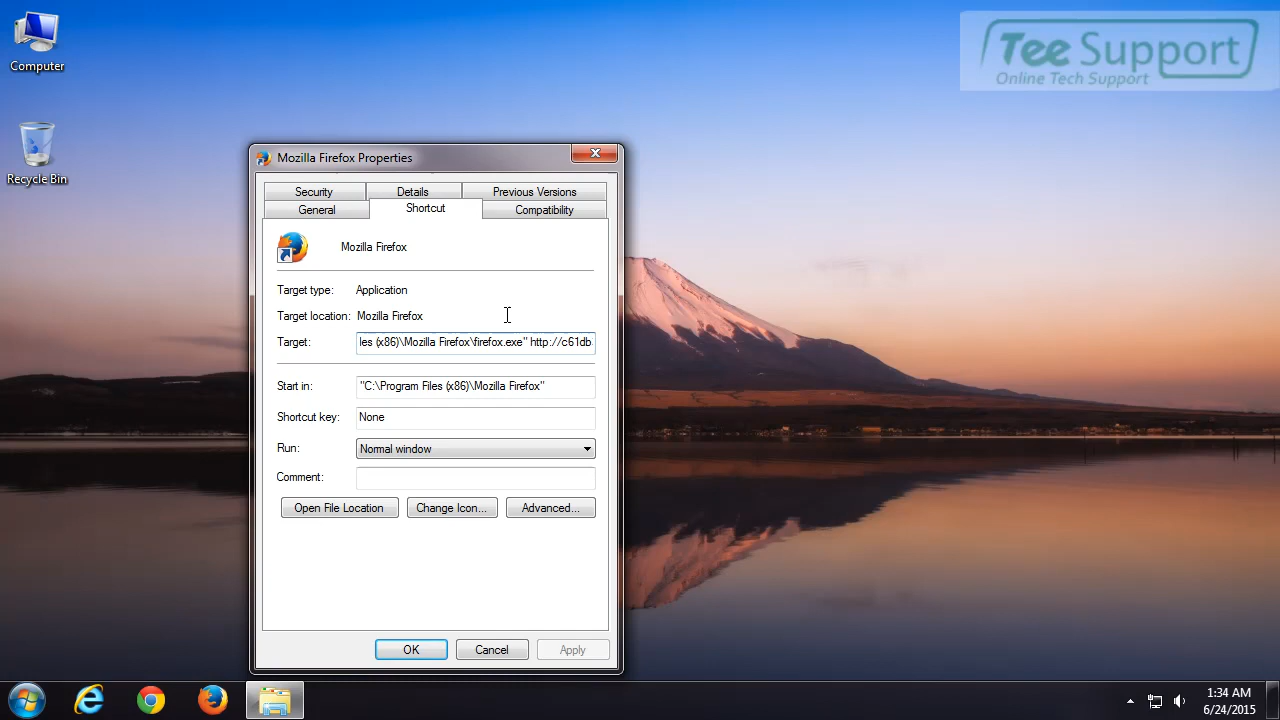 Computer
Recycle Bin
Tee Support
Online Tech Support
Mozilla Firefox Properties
Security Details Previous Versions
General Shortcut Compatibility
Mozilla Firefox
Target type: Application
Target location: Mozilla Firefox
Target: les (x86)\Mozilla Firefox\firefox.exe" http://c61db
Start in: "C:\Program Files (x86)\Mozilla Firefox"
Shortcut key: None
Run: Normal window
Comment:
Open File Location Change Icon... Advanced...
OK Cancel Apply
1:34 AM
6/24/2015